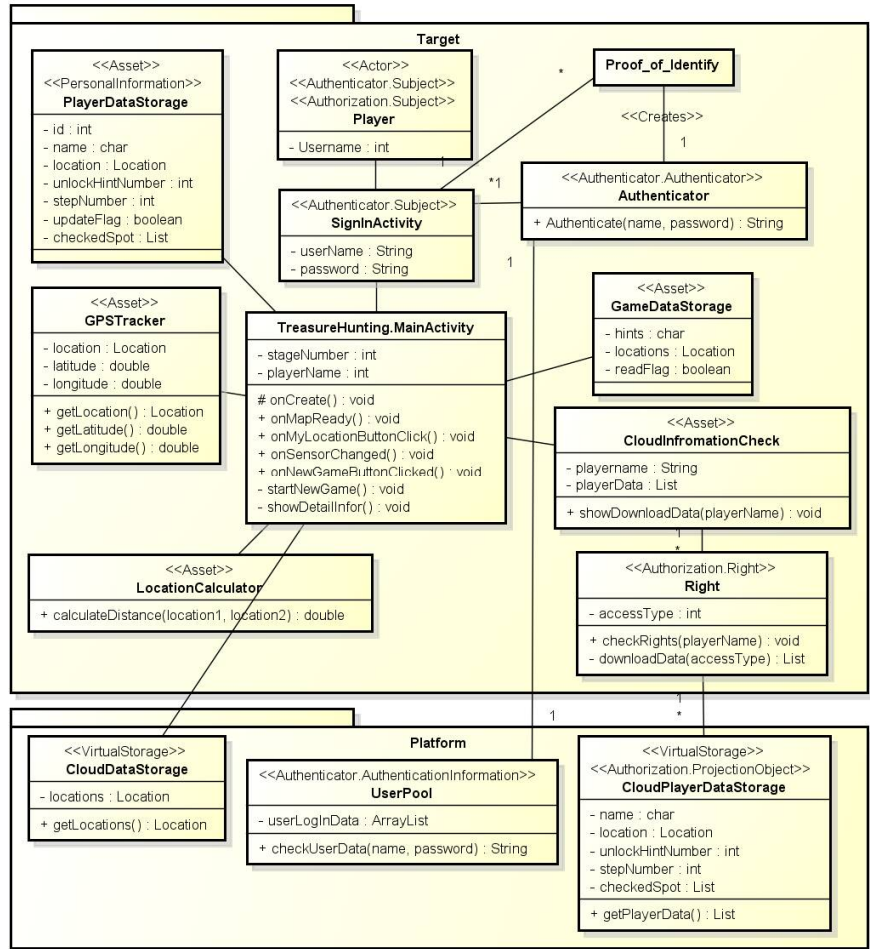 Target
<<Asset>>
<<PersonalInformation>>
PlayerDataStorage
- id : int
- name : char
- location : Location
- unlockHintNumber : int
- stepNumber : int
- updateFlag : boolean
- checkedSpot : List
<<Actor>>
<<Authenticator.Subject>>
<<Authorization.Subject>>
Player
- Username : int
Proof_of_Identify
*
<<Creates>>
1
1
*1
<<Authenticator.Authenticator>>
Authenticator
+ Authenticate(name, password) : String
1
<<Authenticator.Subject>>
SignInActivity
- userName : String
- password : String
<<Asset>>
GPSTracker
- location : Location
- latitude : double
- longitude : double
+ getLocation() : Location
+ getLatitude() : double
+ getLongitude() : double
TreasureHunting.MainActivity
- stageNumber : int
- playerName : int
# onCreate() : void
+ onMapReady() : void
+ onMyLocationButtonClick() : void
+ onSensorChanged() : void
+ onNewGameButtonClicked() : void
- startNewGame() : void
- showDetailInfor() : void
<<Asset>>
GameDataStorage
- hints : char
- locations : Location
- readFlag : boolean
<<Asset>>
CloudInfromationCheck
- playername : String
- playerData : List
+ showDownloadData(playerName) : void
1
*
<<Asset>>
LocationCalculator
+ calculateDistance(location1, location2) : double
<<Authorization.Right>>
Right
- accessType : int
+ checkRights(playerName) : void
- downloadData(accessType) : List
1
*
1
Platform
<<VirtualStorage>>
CloudDataStorage
- locations : Location
+ getLocations() : Location
<<Authenticator.AuthenticationInformation>>
UserPool
- userLogInData : ArrayList
+ checkUserData(name, password) : String
<<VirtualStorage>>
<<Authorization.ProjectionObject>>
CloudPlayerDataStorage
- name : char
- location : Location
- unlockHintNumber : int
- stepNumber : int
- checkedSpot : List
+ getPlayerData() : List